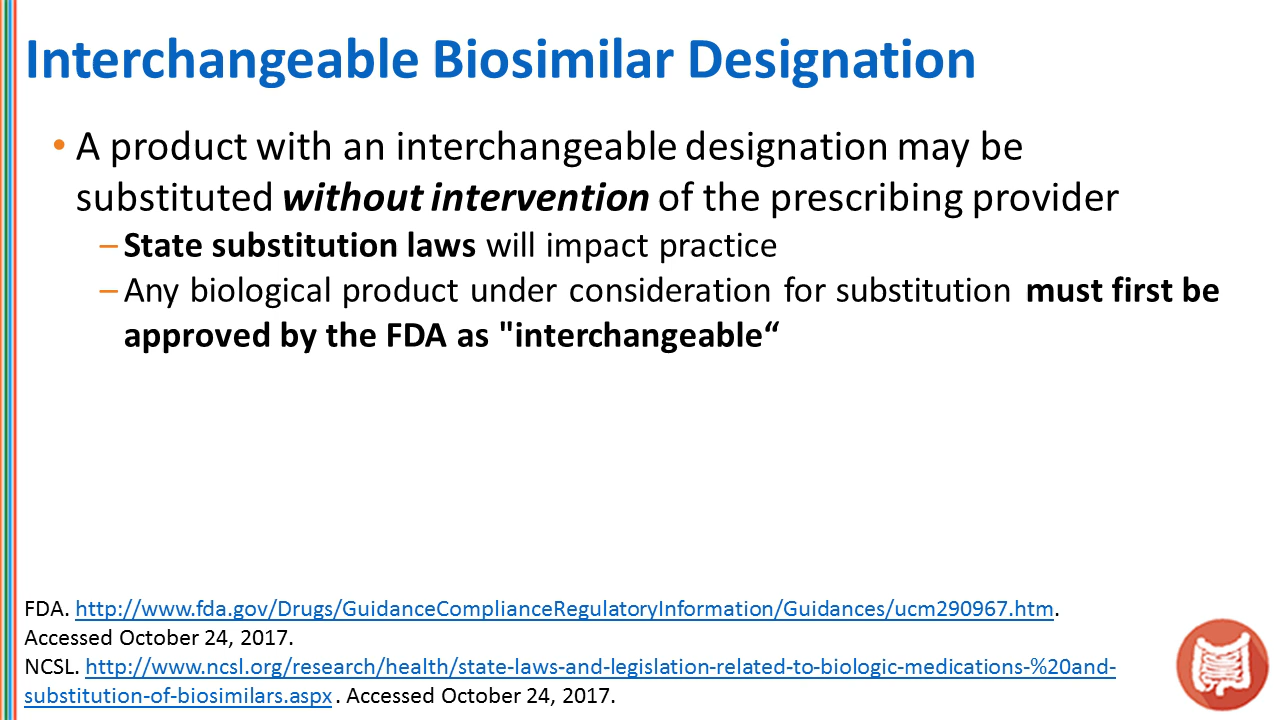 Interchangeable Biosimilar Designation
• A product with an interchangeable designation may be
substituted without intervention of the prescribing provider
– State substitution laws will impact practice
– Any biological product under consideration for substitution must first be
approved by the FDA as "interchangeable“
FDA. http://www.fda.gov/Drugs/GuidanceComplianceRegulatoryInformation/Guidances/ucm290967.htm.
Accessed October 24, 2017.
NCSL. http://www.ncsl.org/research/health/state-laws-and-legislation-related-to-biologic-medications-%20and-
substitution-of-biosimilars.aspx . Accessed October 24, 2017.